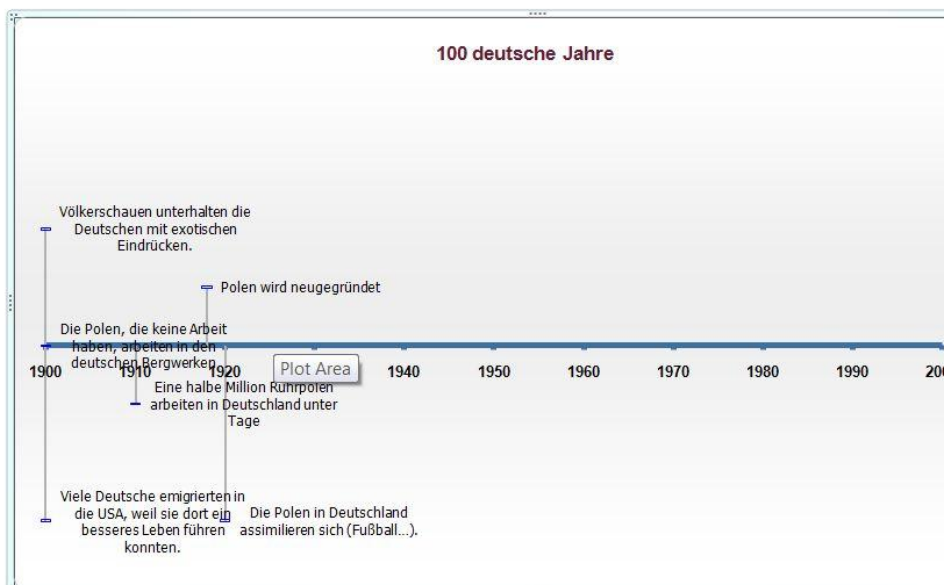 100 deutsche Jahre
Völkerschauen unterhalten die
Deutschen mit exotischen
Eindrücken.
Polen wird neugegründet
Die Polen, die keine Arbeit
haben, arbeiten in den
deutschen Bergwerken
1900 1910 1920 Plot Area 1940 1950 1960 1970 1980 1990 200
Eine halbe Million Ruhrpolen
arbeiten in Deutschland unter
Tage
Viele Deutsche emigrierten in
die USA, weil sie dort ein
besseres Leben führen
konnten.
Die Polen in Deutschland
assimilieren sich (Fußball...).